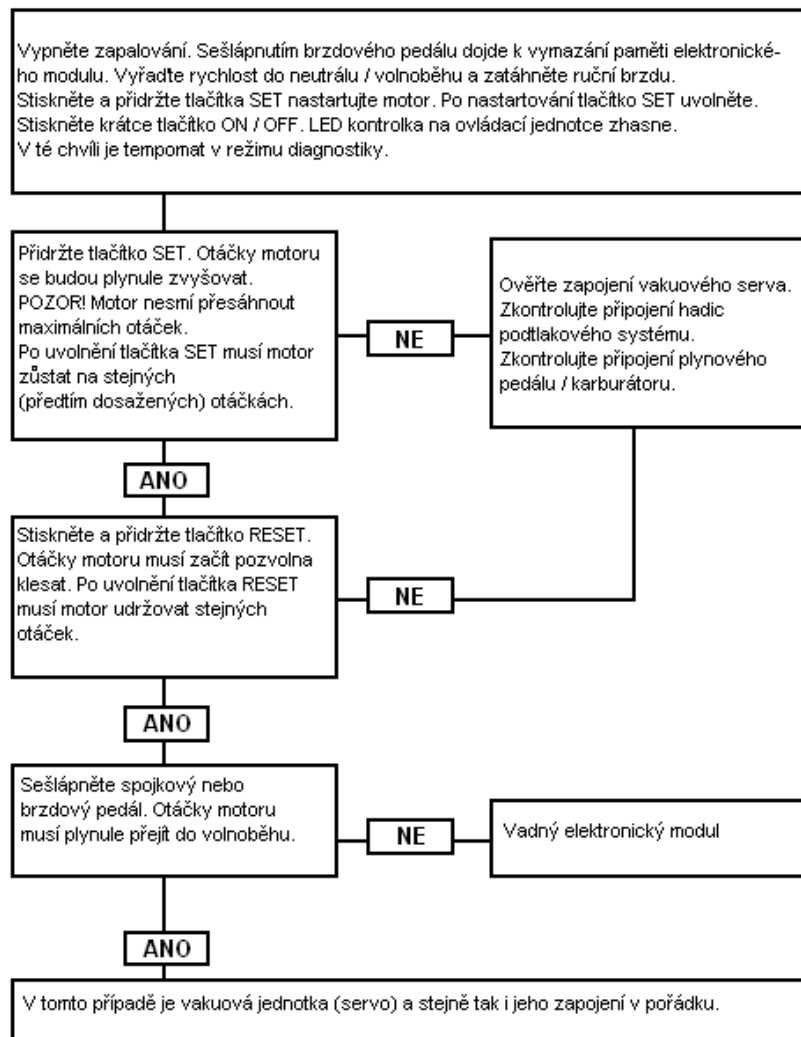 Vypněte zapalování. Sešlápnutím brzdového pedálu dojde k vymazání paměti elektronické-
ho modulu. Vyřaďte rychlost do neutrálu / volnoběhu a zatáhněte ruční brzdu.
Stiskněte a přidržte tlačítka SET nastartujte motor. Po nastartování tlačítko SET uvolněte.
Stiskněte krátce tlačítko ON / OFF. LED kontrolka na ovládací jednotce zhasne.
V té chvíli je tempomat v režimu diagnostiky.
Přidržte tlačítko SET. Otáčky motoru
se budou plynule zvyšovat.
POZOR! Motor nesmí přesáhnout
maximálních otáček.
Po uvolnění tlačítka SET musí motor
zůstat na stejných
(předtím dosažených) otáčkách.
NE
Ověřte zapojení vakuového serva.
Zkontrolujte připojení hadic
podtlakového systému.
Zkontrolujte připojení plynového
pedálu / karburátoru.
ANO
Stiskněte a přidržte tlačítko RESET.
Otáčky motoru musí začít pozvolna
klesat. Po uvolnění tlačítka RESET
musí motor udržovat stejných
otáček.
NE
ANO
Sešlápněte spojkový nebo
brzdový pedál. Otáčky motoru
musí plynule přejít do volnoběhu.
NE
Vadný elektronický modul
ANO
V tomto případě je vakuová jednotka (servo) a stejně tak i jeho zapojení v pořádku.